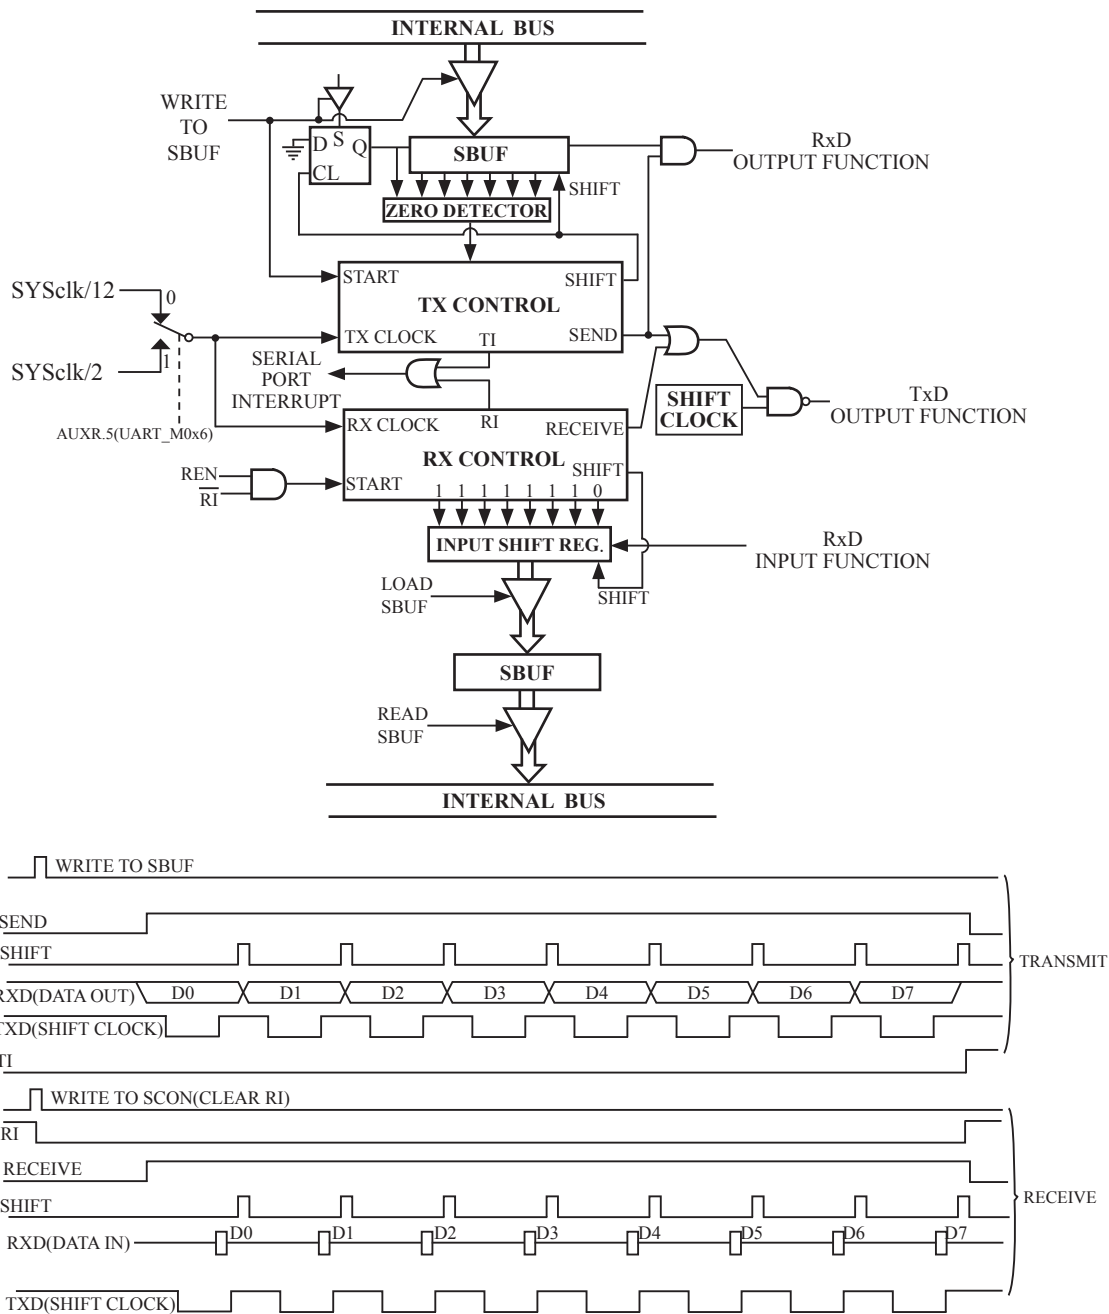 INTERNAL BUS
WRITE
TO
SBUF
D
S
Q
CL
SBUF
RxD
OUTPUT FUNCTION
SHIFT
ZERO DETECTOR
START
SHIFT
TX CONTROL
TX CLOCK
TI
SEND
SYSclk/12
0
SYSclk/2
1
AUXR.5(UART_M0x6)
SERIAL
PORT
INTERRUPT
SHIFT
CLOCK
TxD
OUTPUT FUNCTION
RX CLOCK
RI
RECEIVE
RX CONTROL
SHIFT
REN
RI
START
1 1 1 1 1 1 1 0
INPUT SHIFT REG.
RxD
INPUT FUNCTION
LOAD
SBUF
SHIFT
SBUF
READ
SBUF
INTERNAL BUS
WRITE TO SBUF
SEND
SHIFT
RXD(DATA OUT) D0 D1 D2 D3 D4 D5 D6 D7
TXD(SHIFT CLOCK)
TI
TRANSMIT
WRITE TO SCON(CLEAR RI)
RI
RECEIVE
SHIFT
RXD(DATA IN) D0 D1 D2 D3 D4 D5 D6 D7
TXD(SHIFT CLOCK)
RECEIVE